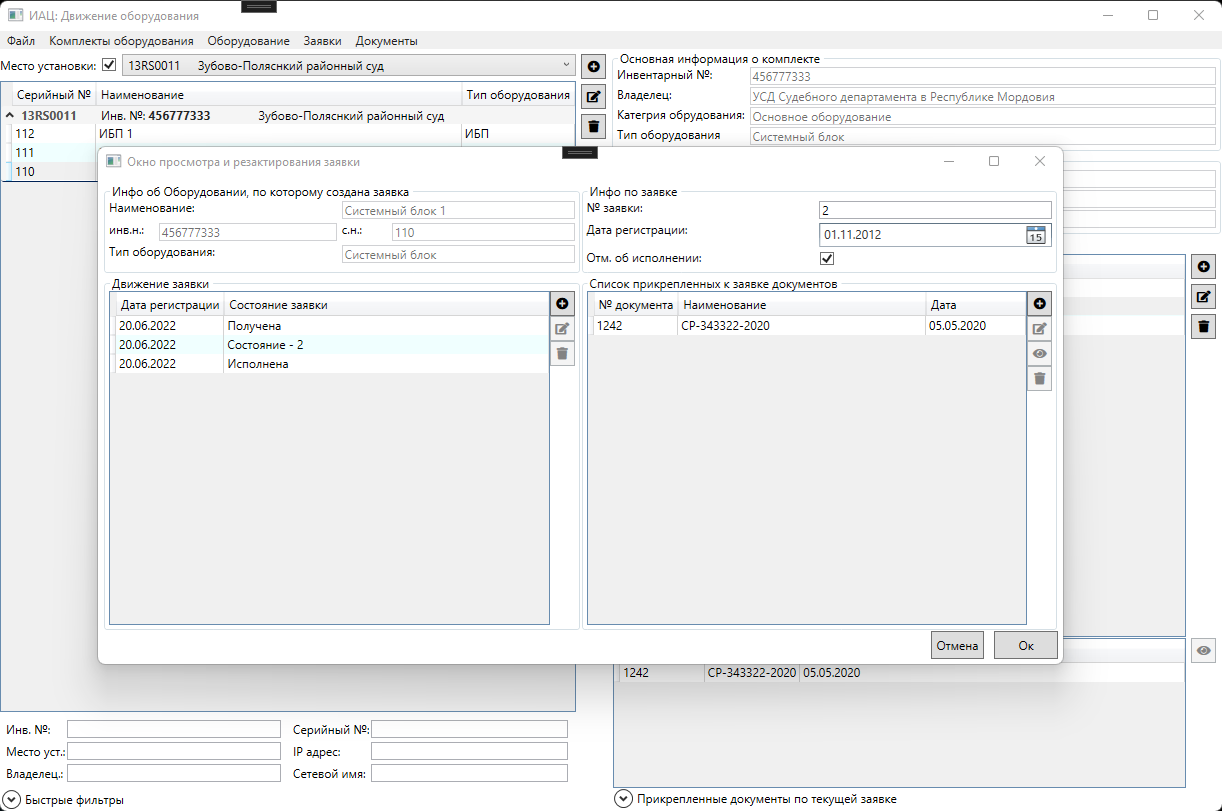 ИАЦ: Движение оборудования
Файл Комплекты оборудования Оборудование Заявки Документы
Место установки: 13RS0011 Зубово-Поляснкий районный суд
Серийный № Наименование Тип оборудования
13RS0011 Инв. №: 456777333 Зубово-Поляснкий районный суд
112 ИБП 1 ИБП
111
110
Основная информация о комплекте
Инвентарный №: 456777333
Владелец: УСД Судебного департамента в Республике Мордовия
Категрия обрудования: Основное оборудование
Тип оборудования Системный блок
Окно просмотра и резактирования заявки
Инфо об Оборудовании, по которому создана заявка
Наименование: Системный блок 1
инв.н.: 456777333 с.н.: 110
Тип оборудования: Системный блок
Инфо по заявке
№ заявки: 2
Дата регистрации: 01.11.2012 15
Отм. об исполнении:
Движение заявки
Дата регистрации Состояние заявки
20.06.2022 Получена
20.06.2022 Состояние - 2
20.06.2022 Исполнена
Список прикрепленных к заявке документов
№ документа Наименование Дата
1242 СР-343322-2020 05.05.2020
Отмена Ок
1242 СР-343322-2020 05.05.2020
Инв. №: Серийный №:
Место уст.: IP адрес:
Владелец.: Сетевой имя:
Быстрые фильтры
Прикрепленные документы по текущей заявке